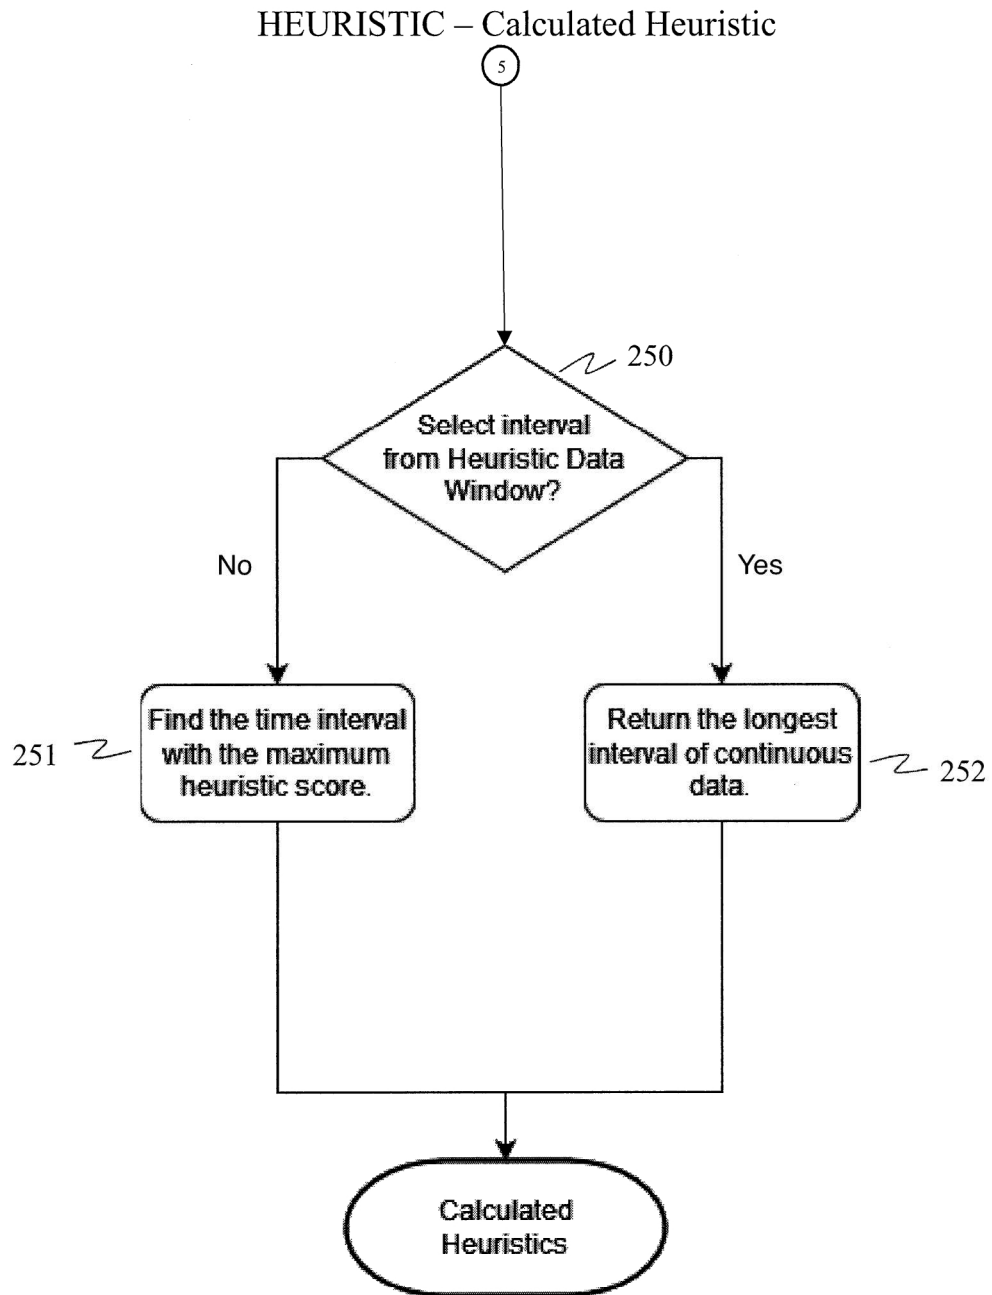 HEURISTIC – Calculated Heuristic
5
250
Select interval
from Heuristic Data
Window?
No
Yes
Find the time interval
with the maximum
heuristic score.
251
Return the longest
interval of continuous
data.
252
Calculated
Heuristics